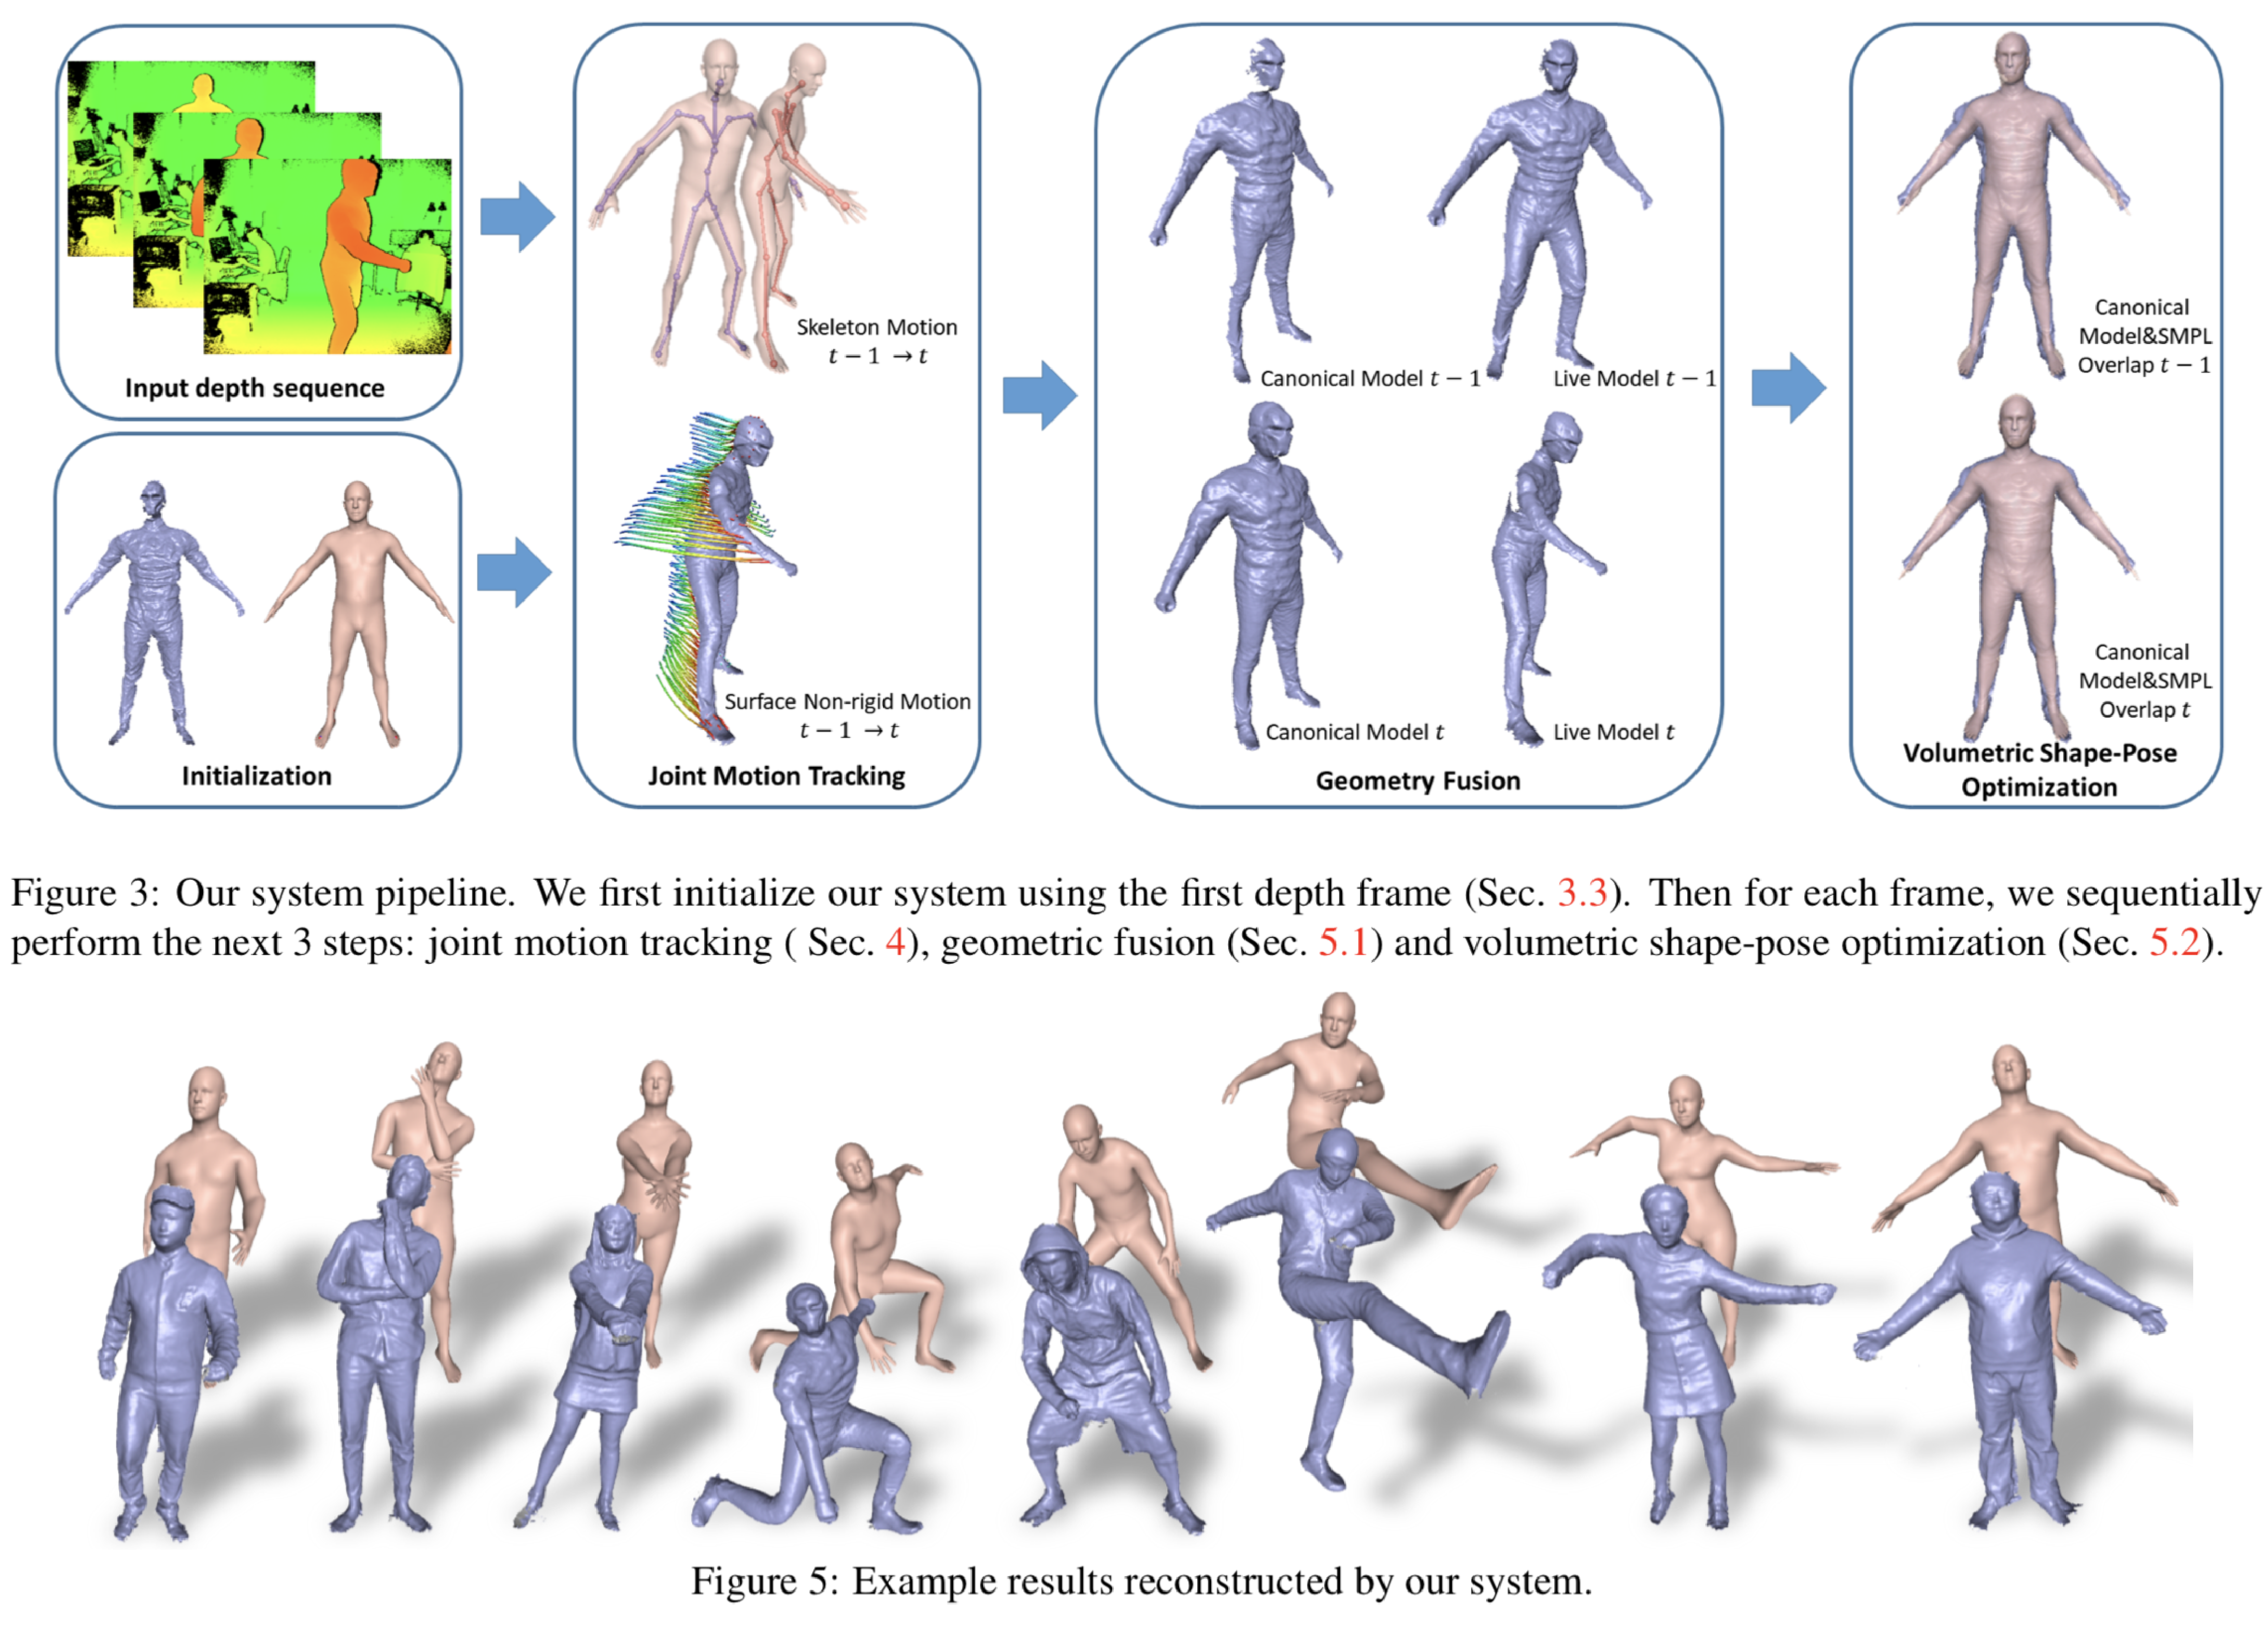 Input depth sequence
Initialization
Skeleton Motion
t − 1 → t
Surface Non-rigid Motion
t − 1 → t
Joint Motion Tracking
Canonical Model t − 1
Live Model t − 1
Canonical Model t
Live Model t
Geometry Fusion
Canonical
Model&SMPL
Overlap t − 1
Canonical
Model&SMPL
Overlap t
Volumetric Shape-Pose
Optimization
Figure 3: Our system pipeline. We first initialize our system using the first depth frame (Sec. 3.3). Then for each frame, we sequentially
perform the next 3 steps: joint motion tracking ( Sec. 4), geometric fusion (Sec. 5.1) and volumetric shape-pose optimization (Sec. 5.2).
Figure 5: Example results reconstructed by our system.